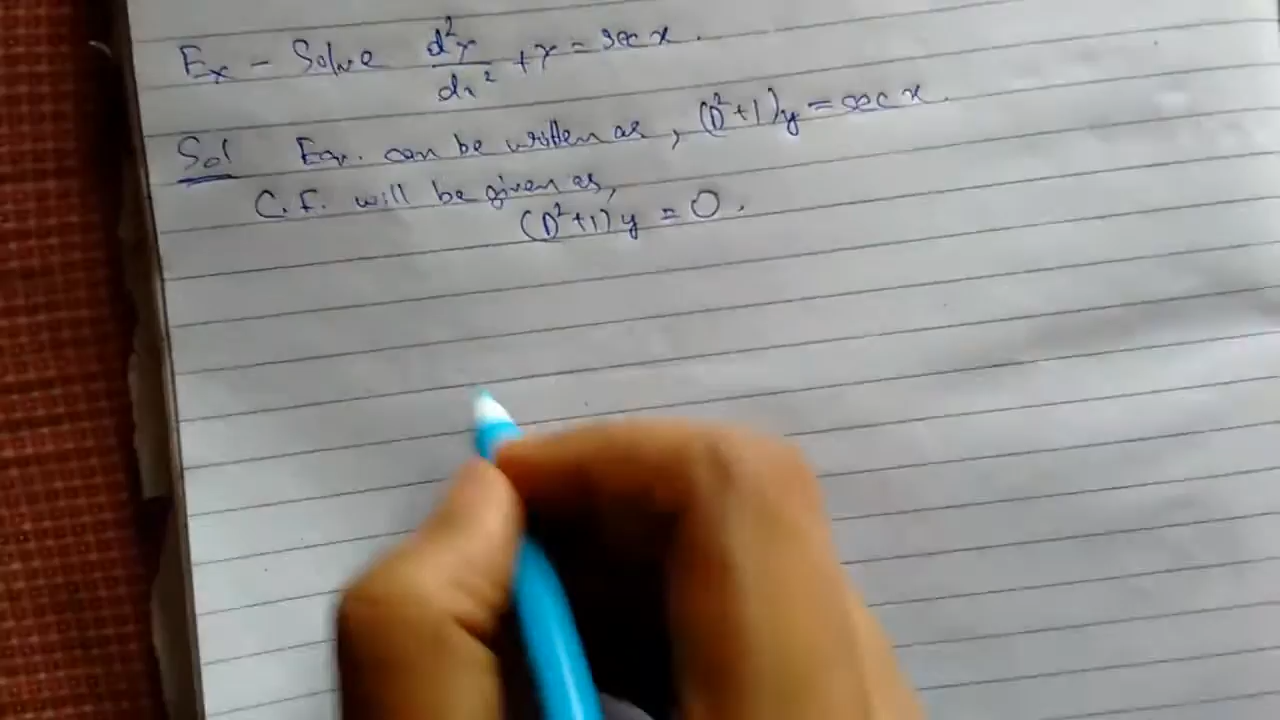 Ex - Solve d²y/dx² + y = sec x.
Sol Eqn. can be written as, (D²+1)y = sec x.
C.F. will be given as,
(D²+1)y = 0.